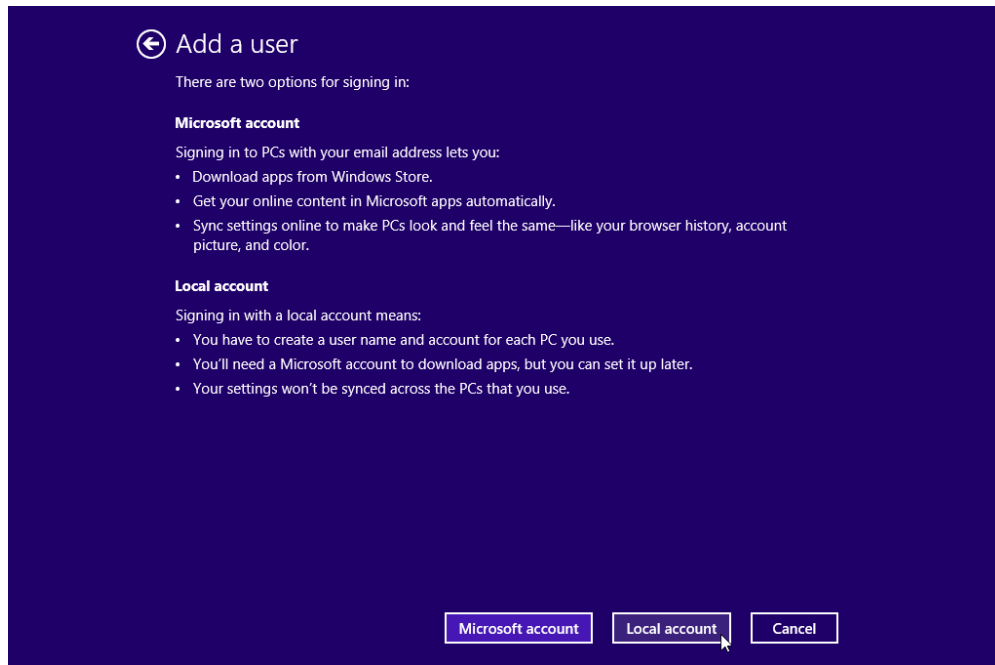 Add a user
There are two options for signing in:
Microsoft account
Signing in to PCs with your email address lets you:
• Download apps from Windows Store.
• Get your online content in Microsoft apps automatically.
• Sync settings online to make PCs look and feel the same—like your browser history, account
picture, and color.
Local account
Signing in with a local account means:
• You have to create a user name and account for each PC you use.
• You’ll need a Microsoft account to download apps, but you can set it up later.
• Your settings won’t be synced across the PCs that you use.
Microsoft account Local account Cancel